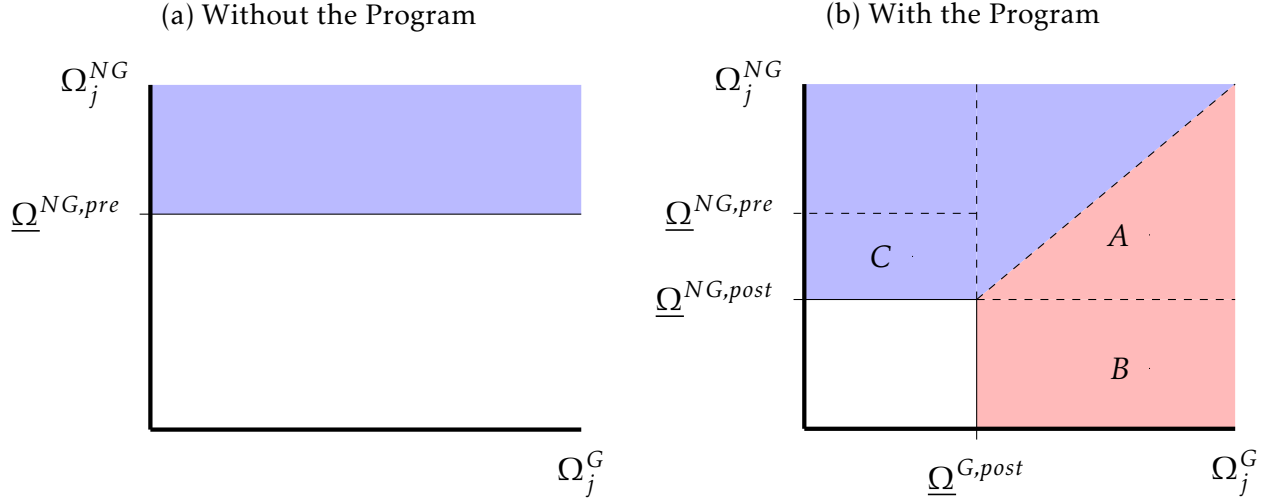 (a) Without the Program
Ω_j^{NG}
<u>Ω</u>^{NG,pre}
Ω_j^G
(b) With the Program
Ω_j^{NG}
<u>Ω</u>^{NG,pre}
A
C
<u>Ω</u>^{NG,post}
B
<u>Ω</u>^{G,post}
Ω_j^G